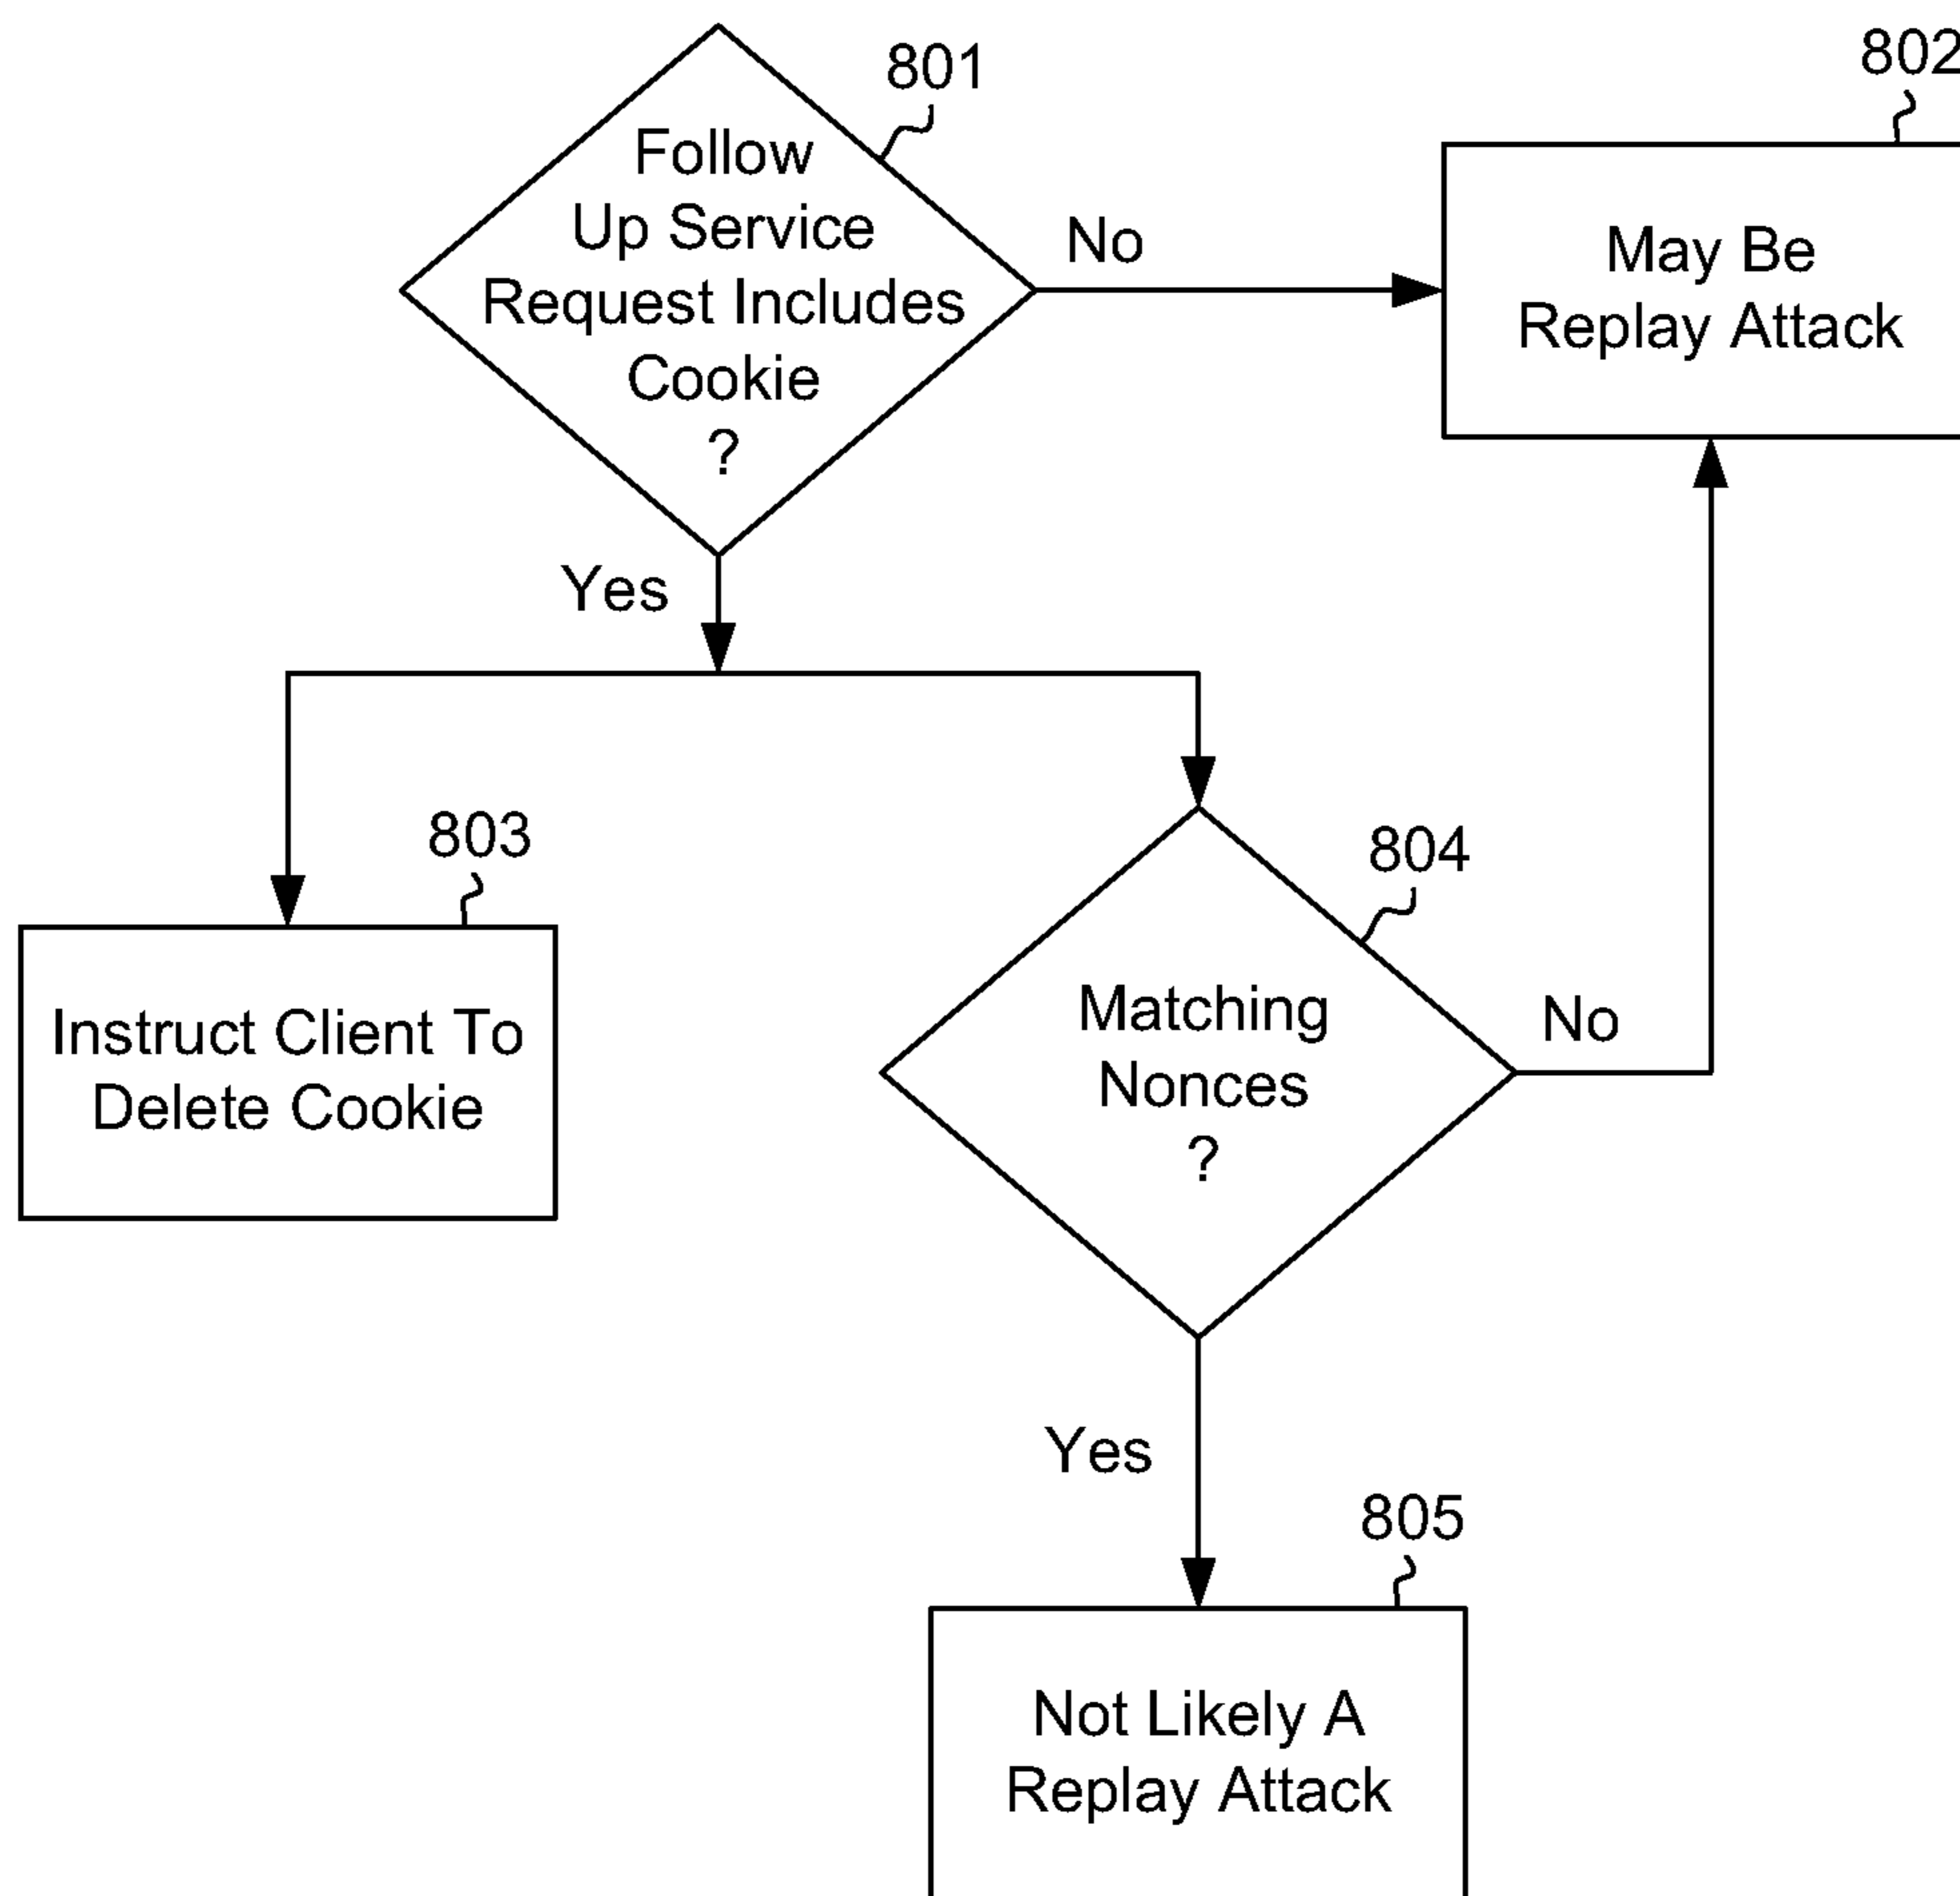 801
Follow
Up Service
Request Includes
Cookie
?
No
802
May Be
Replay Attack
Yes
803
Instruct Client To
Delete Cookie
804
Matching
Nonces
?
No
Yes
805
Not Likely A
Replay Attack